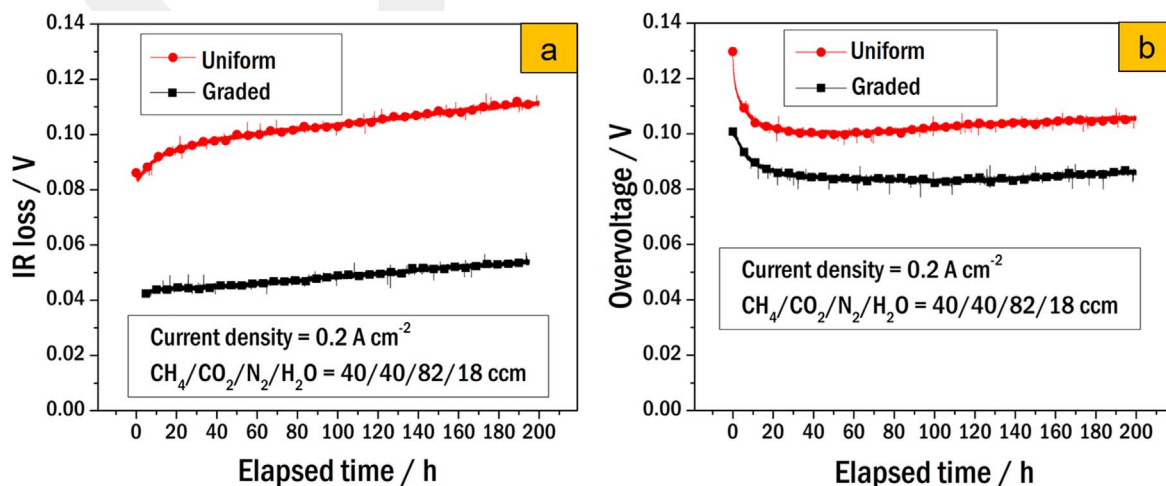 a
Uniform
Graded
Current density = 0.2 A cm⁻²
CH₄/CO₂/N₂/H₂O = 40/40/82/18 ccm
IR loss / V
0.14
0.12
0.10
0.08
0.06
0.04
0.02
0.00
0 20 40 60 80 100 120 140 160 180 200
Elapsed time / h
b
Uniform
Graded
Current density = 0.2 A cm⁻²
CH₄/CO₂/N₂/H₂O = 40/40/82/18 ccm
Overvoltage / V
0.14
0.12
0.10
0.08
0.06
0.04
0.02
0.00
0 20 40 60 80 100 120 140 160 180 200
Elapsed time / h